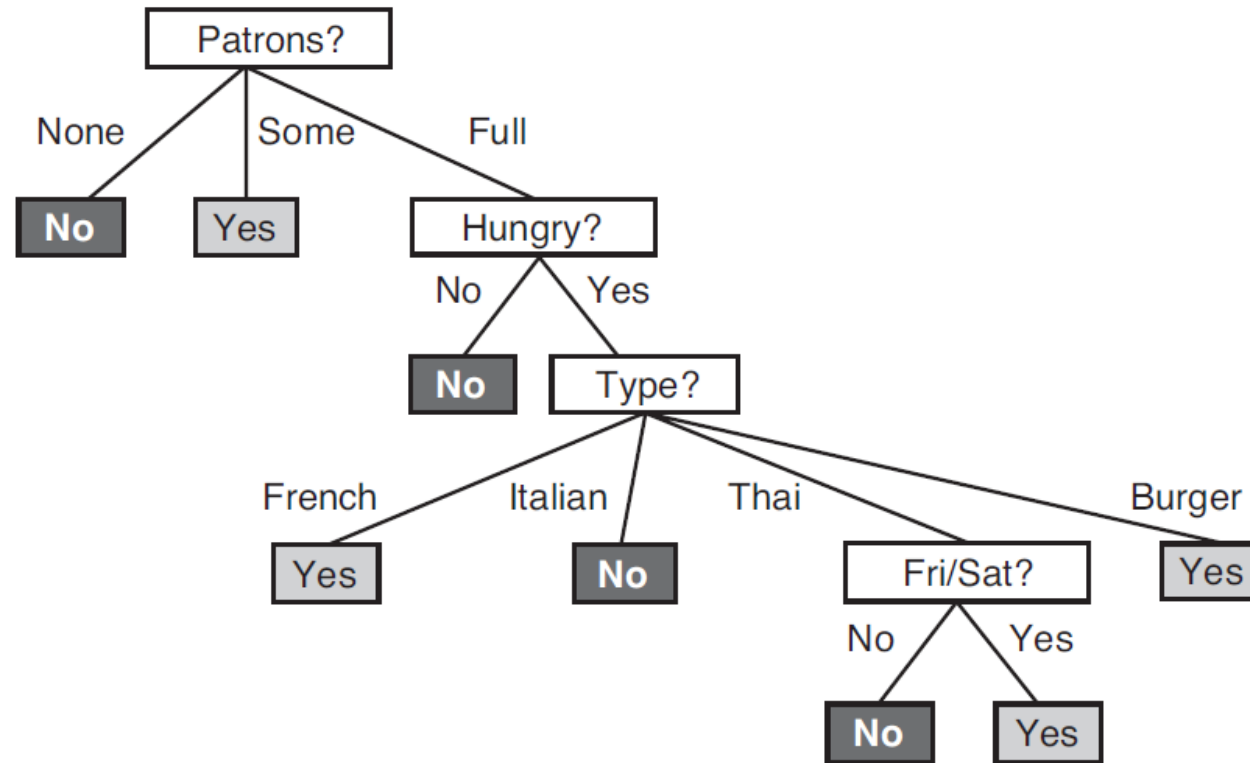 Patrons?
None Some Full
No Yes Hungry?
No Yes
No Type?
French Italian Thai Burger
Yes No Fri/Sat? Yes
No Yes
No Yes